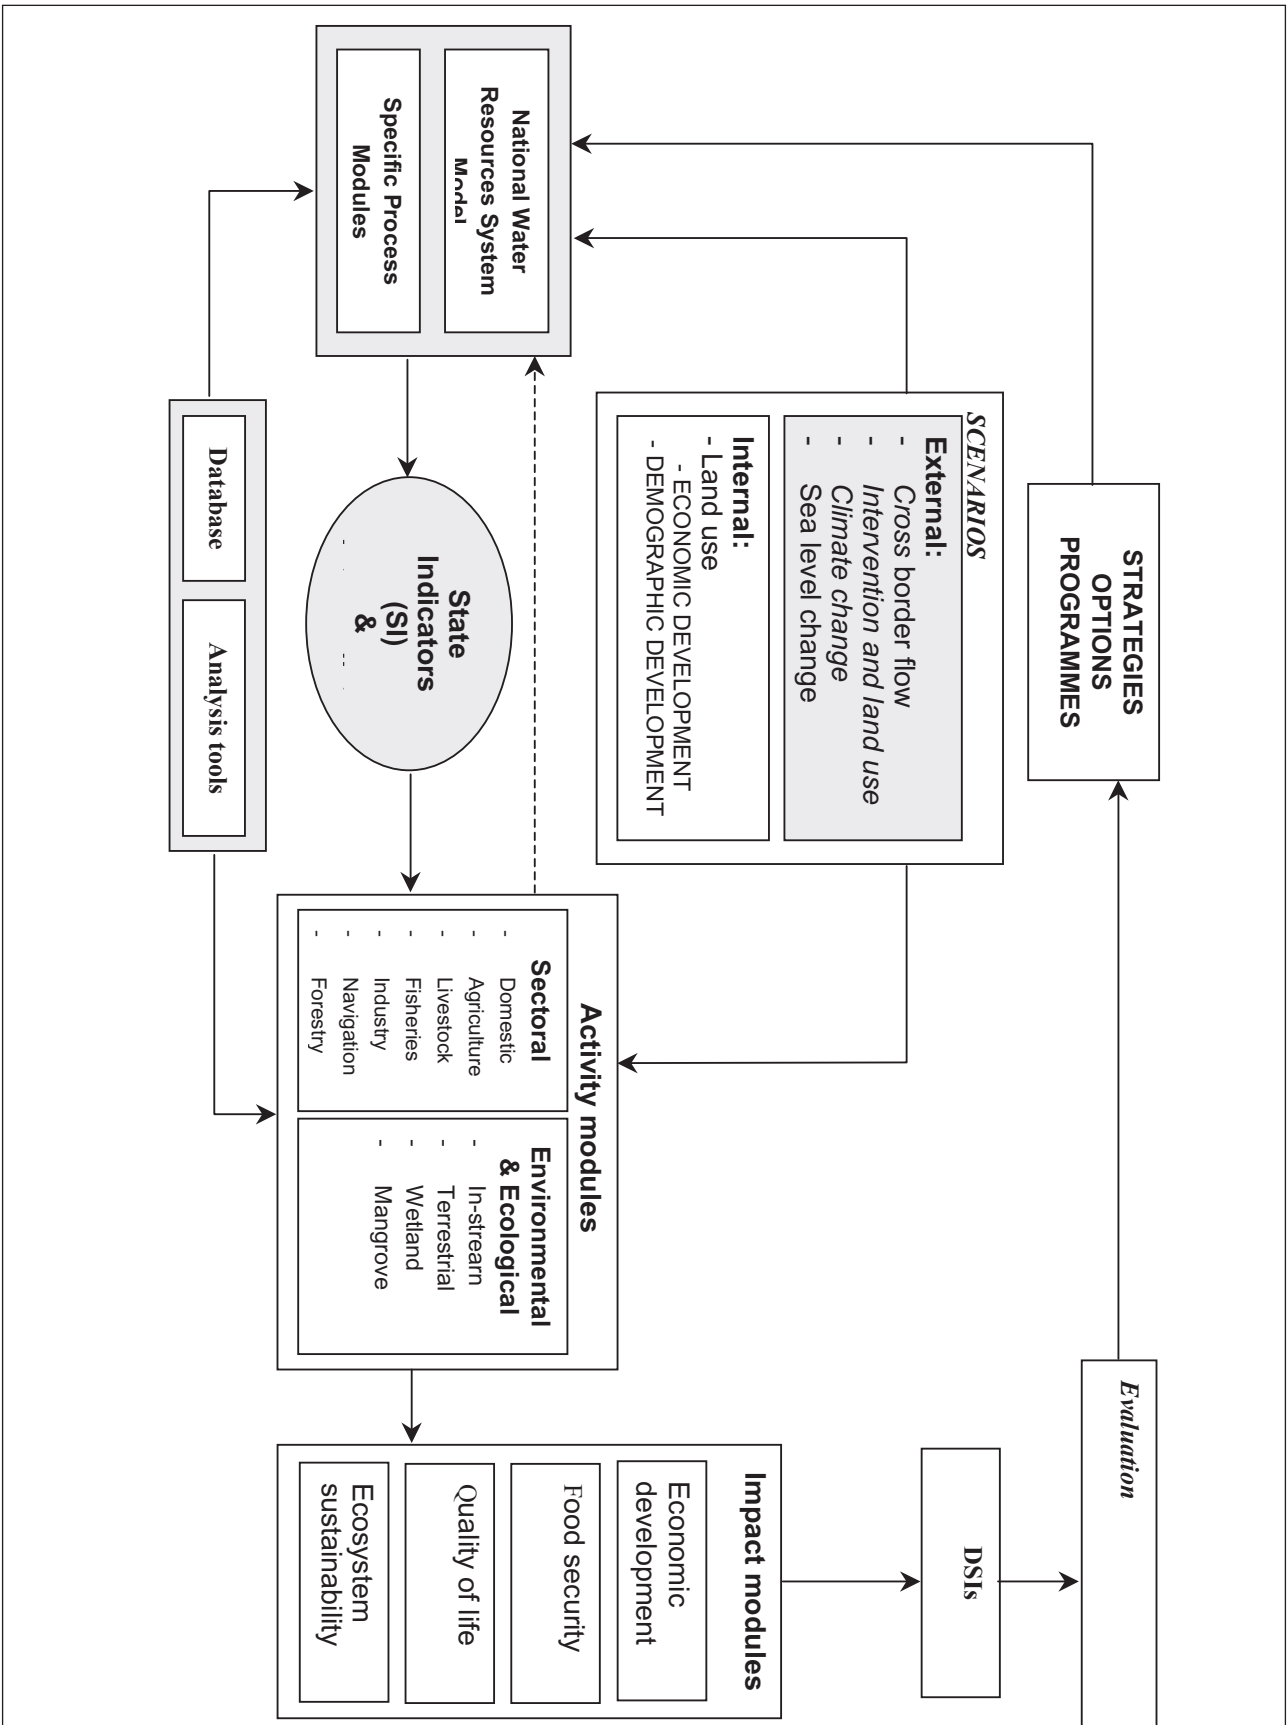 STRATEGIES
OPTIONS
PROGRAMMES
Evaluation
SCENARIOS
External:
- Cross border flow
- Intervention and land use
- Climate change
- Sea level change
Internal:
- Land use
- ECONOMIC DEVELOPMENT
- DEMOGRAPHIC DEVELOPMENT
DSIs
National Water
Resources System
Model
Specific Process
Modules
State
Indicators
(SI)
&
Activity modules
Sectoral
- Domestic
- Agriculture
- Livestock
- Fisheries
- Industry
- Navigation
- Forestry
Environmental
& Ecological
- In-strearn
- Terrestrial
- Wetland
- Mangrove
Impact modules
Economic
development
Food security
Quality of life
Ecosystem
sustainability
Database
Analysis tools